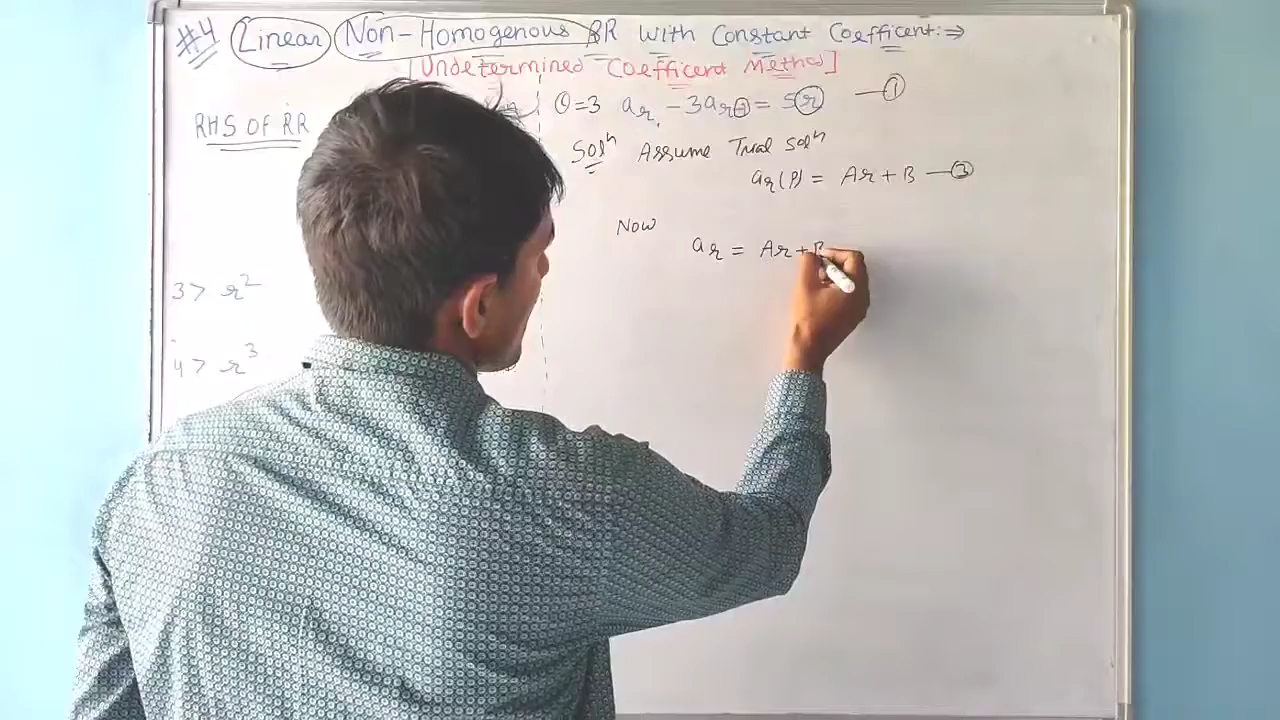 #4 Linear Non-Homogenous RR with Constant Coefficent:⇒
[Undetermined Coefficent Method]
RHS OF RR
3> r²
4> r³
Q=3 aᵣ - 3aᵣ₋₁ = 5r —①
Solⁿ Assume Trial Solⁿ
aᵣ(P) = Ar + B —②
Now
aᵣ = Ar + B